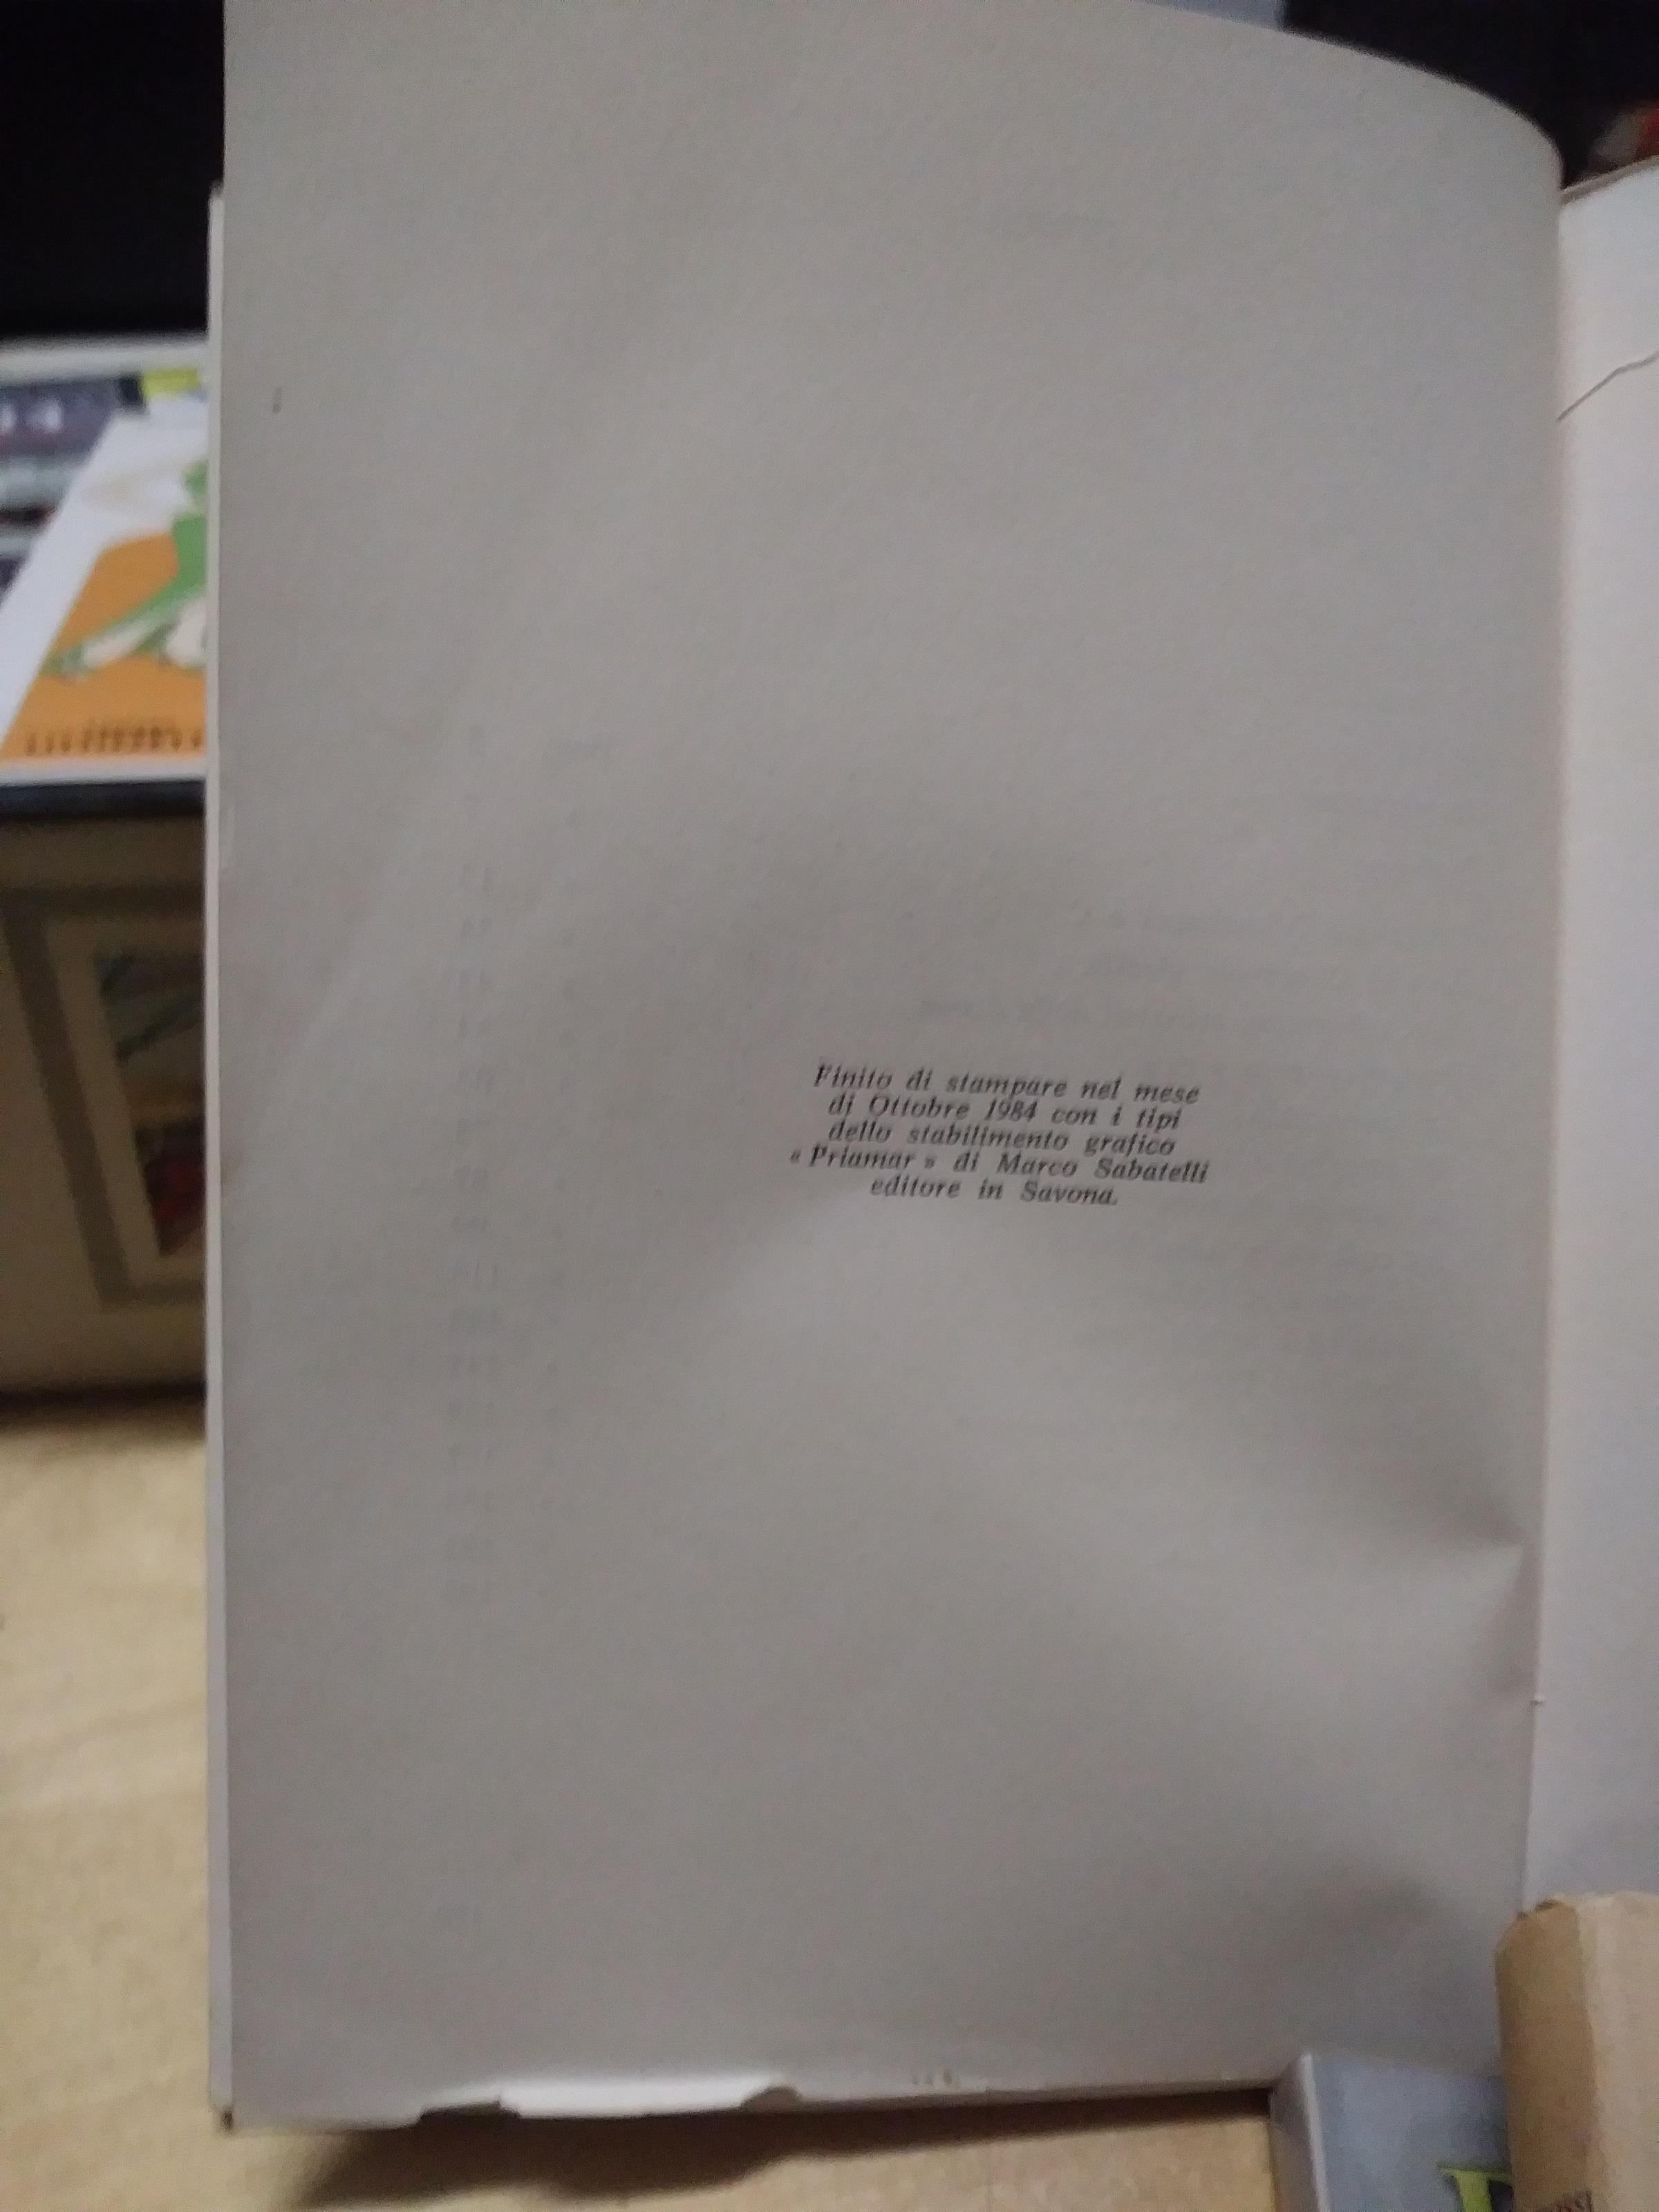 Finito di stampare nel mese
di Ottobre 1984 con i tipi
dello stabilimento grafico
« Priamar » di Marco Sabatelli
editore in Savona.